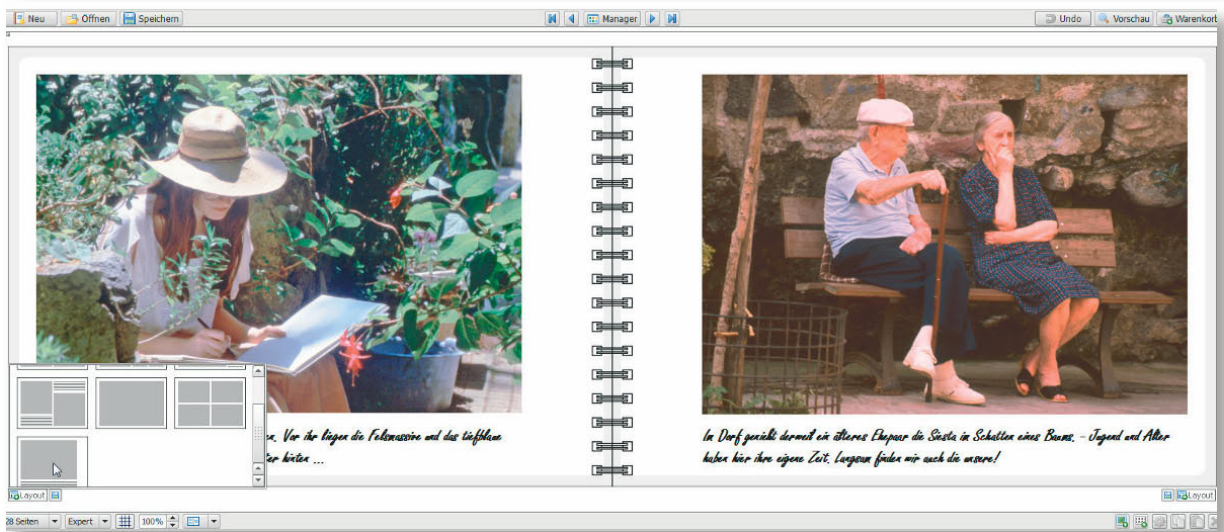 Neu Öffnen Speichern Manager Undo Vorschau Warenkorb
en. Vor ihr liegen die Felsmassive und das tiefblaue
ter hinten ...
Im Dorf genießt derweil ein älteres Ehepaar die Siesta im Schatten eines Baums. – Jugend und Alter
haben hier ihre eigene Zeit. Langsam finden wir auch die unsere!
Layout Layout
28 Seiten Expert 100%